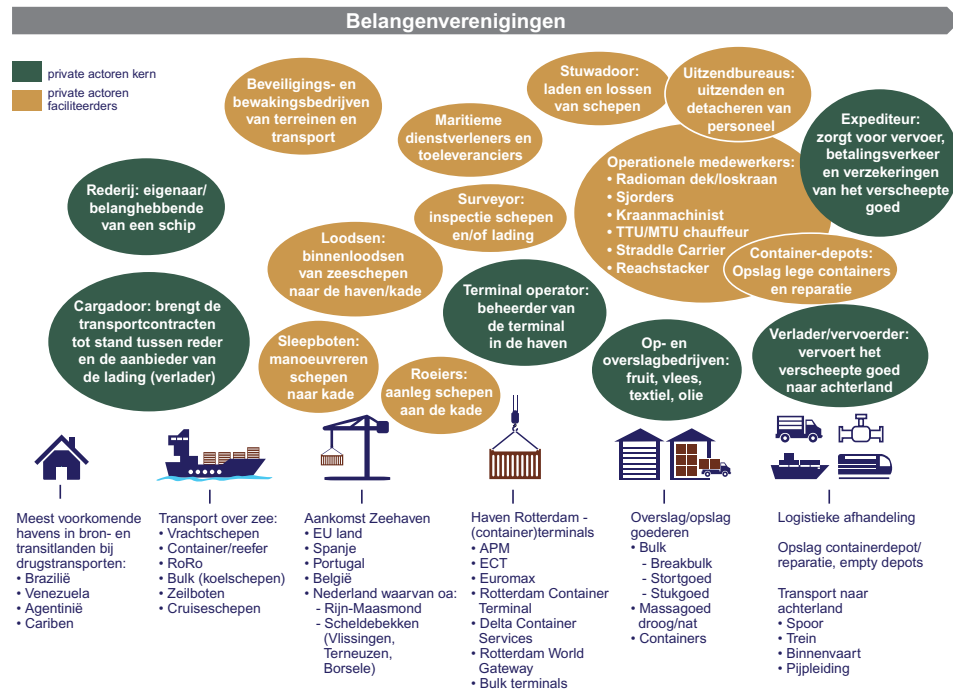 Belangenverenigingen
private actoren kern
private actoren
faciliteerders
Beveiligings- en
bewakingsbedrijven
van terreinen en
transport
Maritieme
dienstverleners en
toeleveranciers
Stuwadoor:
laden en lossen
van schepen
Uitzendbureaus:
uitzenden en
detacheren van
personeel
Expediteur:
zorgt voor vervoer,
betalingsverkeer
en verzekeringen
van het verscheepte
goed
Operationele medewerkers:
• Radioman dek/loskraan
• Sjorders
• Kraanmachinist
• TTU/MTU chauffeur
• Straddle Carrier
• Reachstacker
Rederij: eigenaar/
belanghebbende
van een schip
Surveyor:
inspectie schepen
en/of lading
Loodsen:
binnenloodsen
van zeeschepen
naar de haven/kade
Container-depots:
Opslag lege containers
en reparatie
Cargadoor: brengt de
transportcontracten
tot stand tussen reder
en de aanbieder van
de lading (verlader)
Terminal operator:
beheerder van
de terminal
in de haven
Sleepboten:
manoeuvreren
schepen
naar kade
Roeiers:
aanleg schepen
aan de kade
Op- en
overslagbedrijven:
fruit, vlees,
textiel, olie
Verlader/vervoerder:
vervoert het
verscheepte goed
naar achterland
Meest voorkomende
havens in bron- en
transitlanden bij
drugstransporten:
• Brazilië
• Venezuela
• Agentinië
• Cariben
Transport over zee:
• Vrachtschepen
• Container/reefer
• RoRo
• Bulk (koelschepen)
• Zeilboten
• Cruiseschepen
Aankomst Zeehaven
• EU land
• Spanje
• Portugal
• België
• Nederland waarvan oa:
- Rijn-Maasmond
- Scheldebekken
(Vlissingen,
Terneuzen,
Borsele)
Haven Rotterdam -
(container)terminals
• APM
• ECT
• Euromax
• Rotterdam Container
Terminal
• Delta Container
Services
• Rotterdam World
Gateway
• Bulk terminals
Overslag/opslag
goederen
• Bulk
- Breakbulk
- Stortgoed
- Stukgoed
• Massagoed
droog/nat
• Containers
Logistieke afhandeling
Opslag containerdepot/
reparatie, empty depots
Transport naar
achterland
• Spoor
• Trein
• Binnenvaart
• Pijpleiding